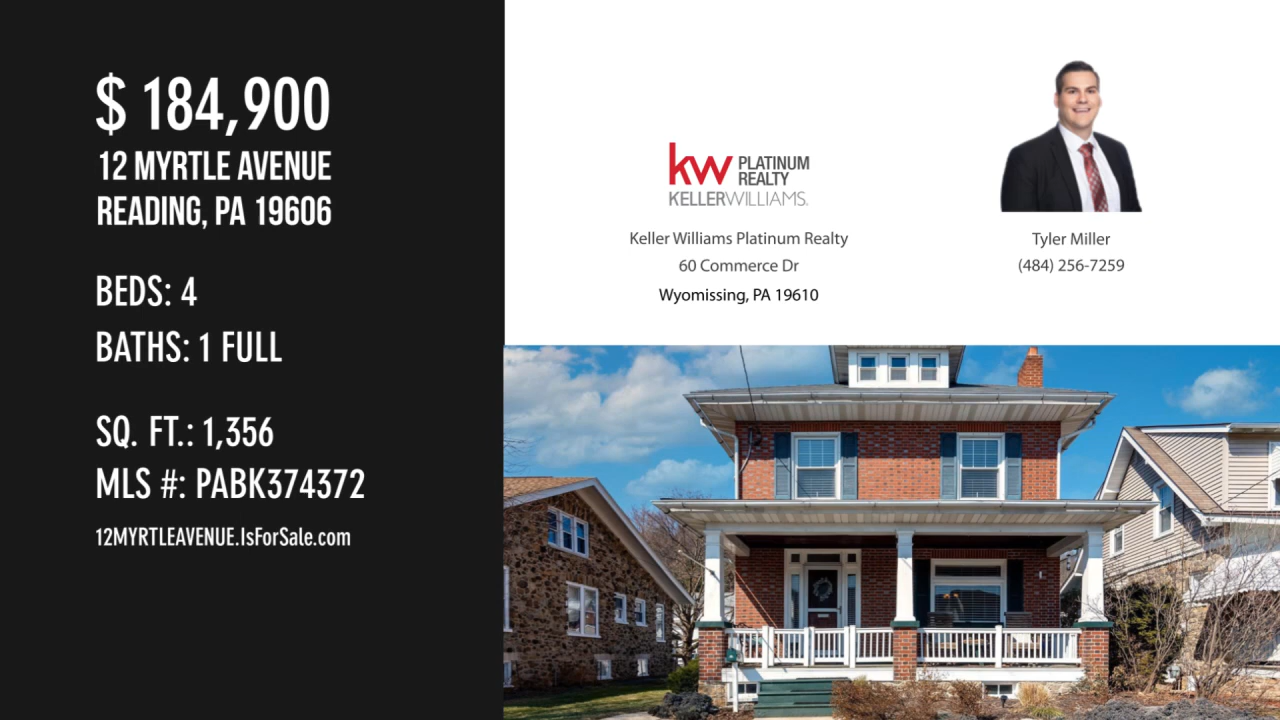 $ 184,900
12 MYRTLE AVENUE
READING, PA 19606
BEDS: 4
BATHS: 1 FULL
SQ. FT.: 1,356
MLS #: PABK374372
12MYRTLEAVENUE.IsForSale.com
kw PLATINUM
REALTY
KELLERWILLIAMS.
Keller Williams Platinum Realty
60 Commerce Dr
Wyomissing, PA 19610
Tyler Miller
(484) 256-7259